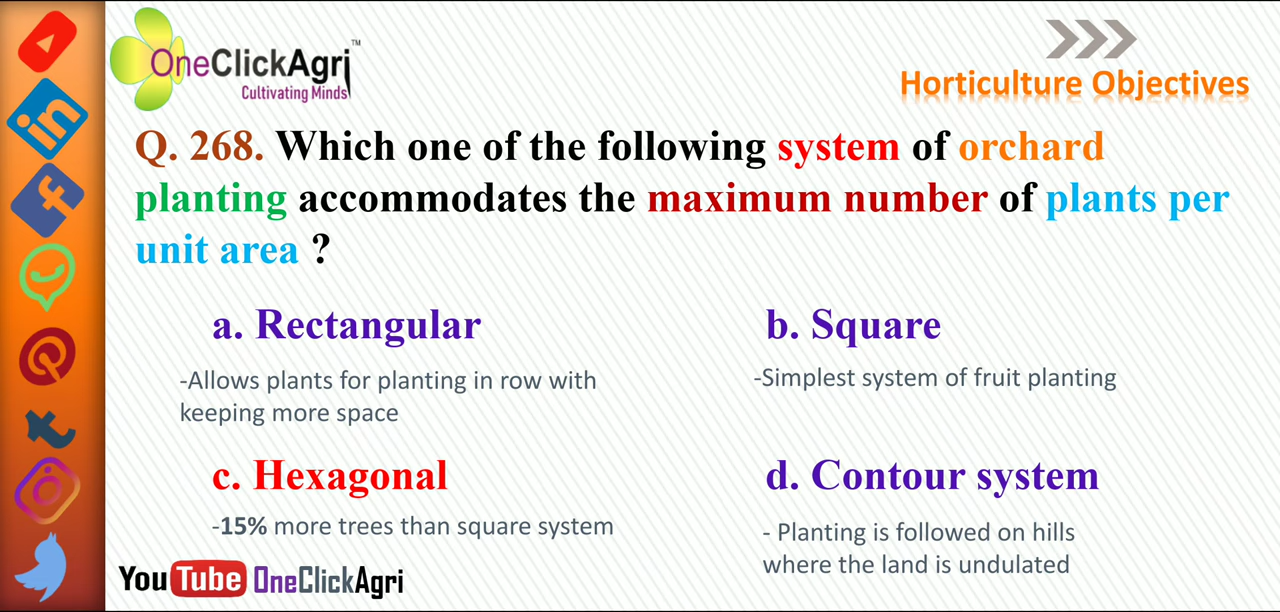 OneClickAgri™
Cultivating Minds
Horticulture Objectives
Q. 268. Which one of the following system of orchard
planting accommodates the maximum number of plants per
unit area ?
a. Rectangular
-Allows plants for planting in row with
keeping more space
b. Square
-Simplest system of fruit planting
c. Hexagonal
-15% more trees than square system
d. Contour system
- Planting is followed on hills
where the land is undulated
YouTube OneClickAgri